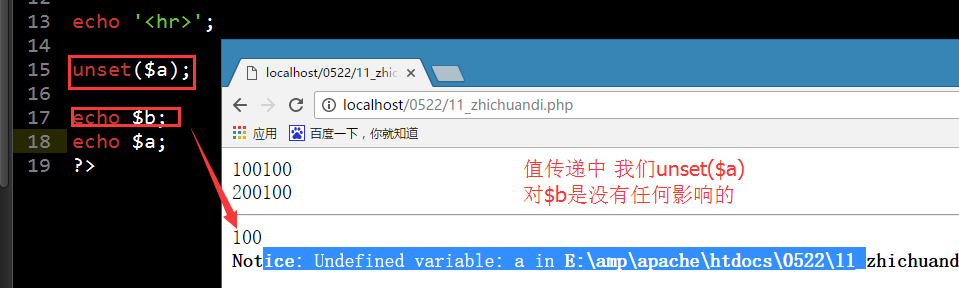 12
13 echo '<hr>';
14
15 unset($a);
16
17 echo $b;
18 echo $a;
19 ?>
localhost/0522/11_zhic
localhost/0522/11_zhichuandi.php
应用 百度一下，你就知道
100100
200100
值传递中 我们unset($a)
对$b是没有任何影响的
100
Notice: Undefined variable: a in E:\amp\apache\htdocs\0522\11_zhichuand